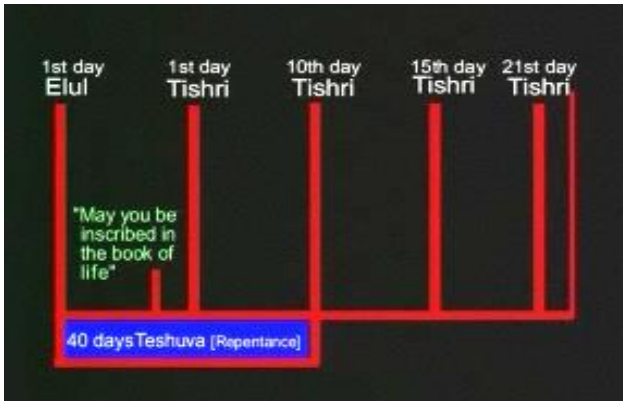 1st day
Elul
1st day
Tishri
10th day
Tishri
15th day
Tishri
21st day
Tishri
"May you be
inscribed in
the book of
life"
40 daysTeshuva [Repentance]